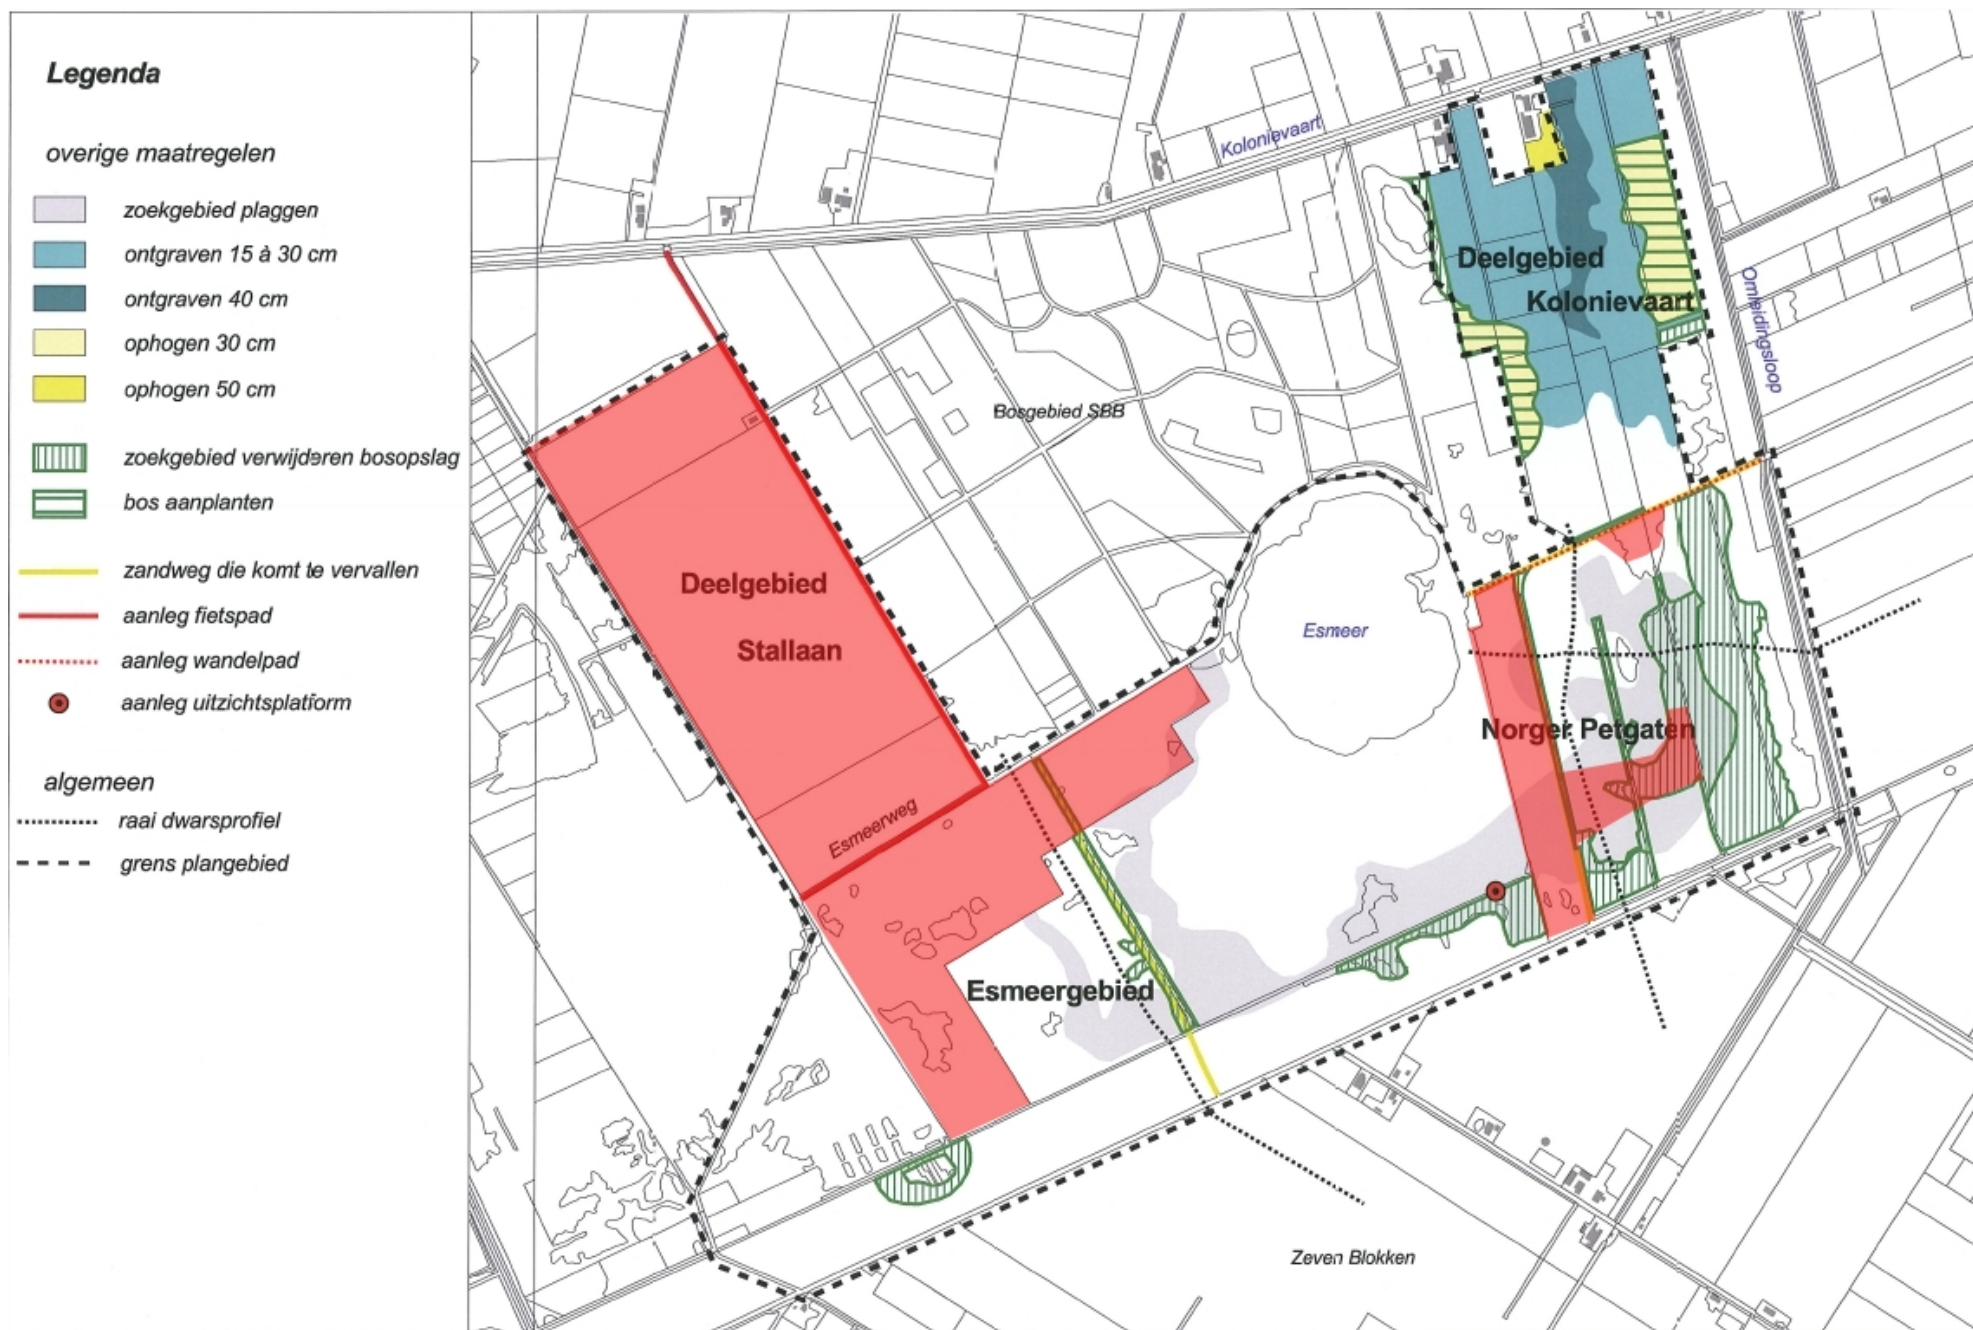 Legenda
overige maatregelen
zoekgebied plaggen
ontgraven 15 à 30 cm
ontgraven 40 cm
ophogen 30 cm
ophogen 50 cm
zoekgebied verwijderen bosopslag
bos aanplanten
zandweg die komt te vervallen
aanleg fietspad
aanleg wandelpad
aanleg uitzichtsplatform
algemeen
raai dwarsprofiel
grens plangebied
Kolonievaart
Deelgebied
Kolonievaart
Omleidingsloop
Bosgebied SBB
Deelgebied
Stallaan
Esmeer
Norger Petgaten
Esmeerweg
Esmeergebied
Zeven Blokken